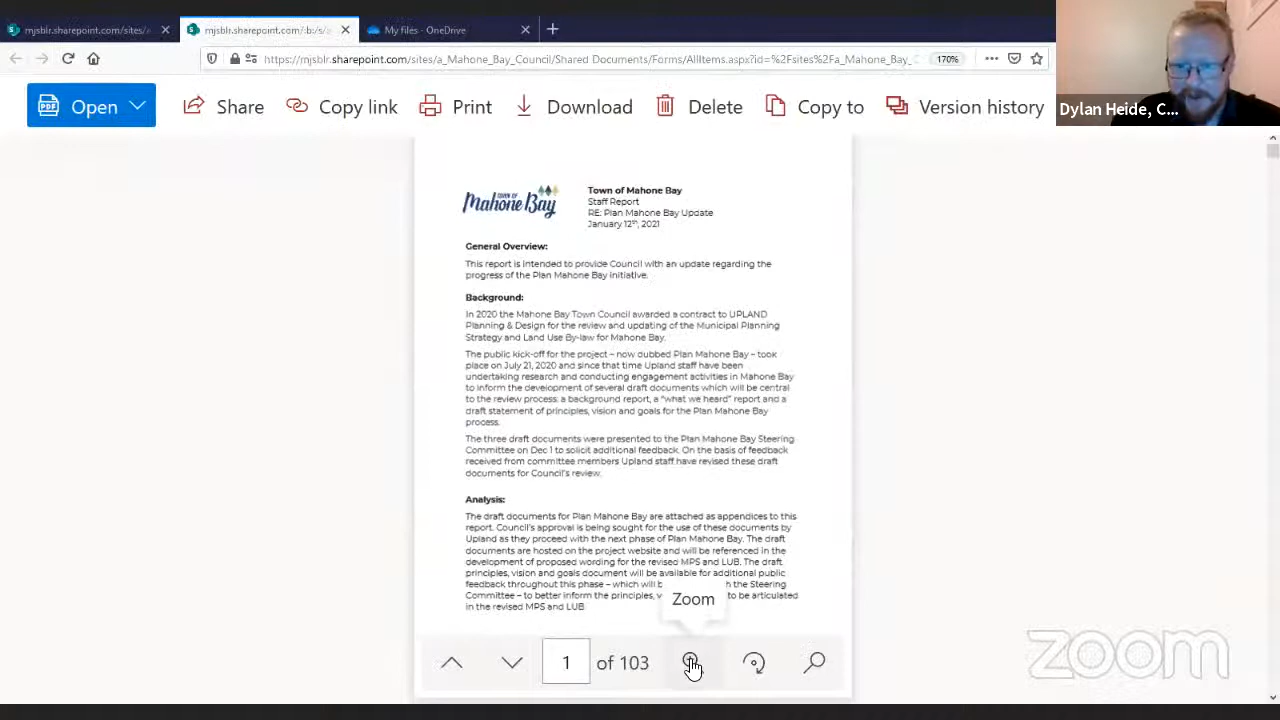 mjsblr.sharepoint.com/sites/a
mjsblr.sharepoint.com/:b:/s/a
My files - OneDrive
https://mjsblr.sharepoint.com/sites/a_Mahone_Bay_Council/Shared Documents/Forms/AllItems.aspx?id=%2Fsites%2Fa_Mahone_Bay_
170%
Open
Share
Copy link
Print
Download
Delete
Copy to
Version history
Dylan Heide, C...
TOWN OF
Mahone Bay
Town of Mahone Bay
Staff Report
RE: Plan Mahone Bay Update
January 12th, 2021
General Overview:
This report is intended to provide Council with an update regarding the
progress of the Plan Mahone Bay initiative.
Background:
In 2020 the Mahone Bay Town Council awarded a contract to UPLAND
Planning & Design for the review and updating of the Municipal Planning
Strategy and Land Use By-law for Mahone Bay.
The public kick-off for the project – now dubbed Plan Mahone Bay – took
place on July 21, 2020 and since that time Upland staff have been
undertaking research and conducting engagement activities in Mahone Bay
to inform the development of several draft documents which will be central
to the review process: a background report, a "what we heard" report and a
draft statement of principles, vision and goals for the Plan Mahone Bay
process.
The three draft documents were presented to the Plan Mahone Bay Steering
Committee on Dec 1 to solicit additional feedback. On the basis of feedback
received from committee members Upland staff have revised these draft
documents for Council's review.
Analysis:
The draft documents for Plan Mahone Bay are attached as appendices to this
report. Council's approval is being sought for the use of these documents by
Upland as they proceed with the next phase of Plan Mahone Bay. The draft
documents are hosted on the project website and will be referenced in the
development of proposed wording for the revised MPS and LUB. The draft
principles, vision and goals document will be available for additional public
feedback throughout this phase – which will the Steering
Committee – to better inform the principles, to be articulated
in the revised MPS and LUB.
Zoom
1 of 103
zoom